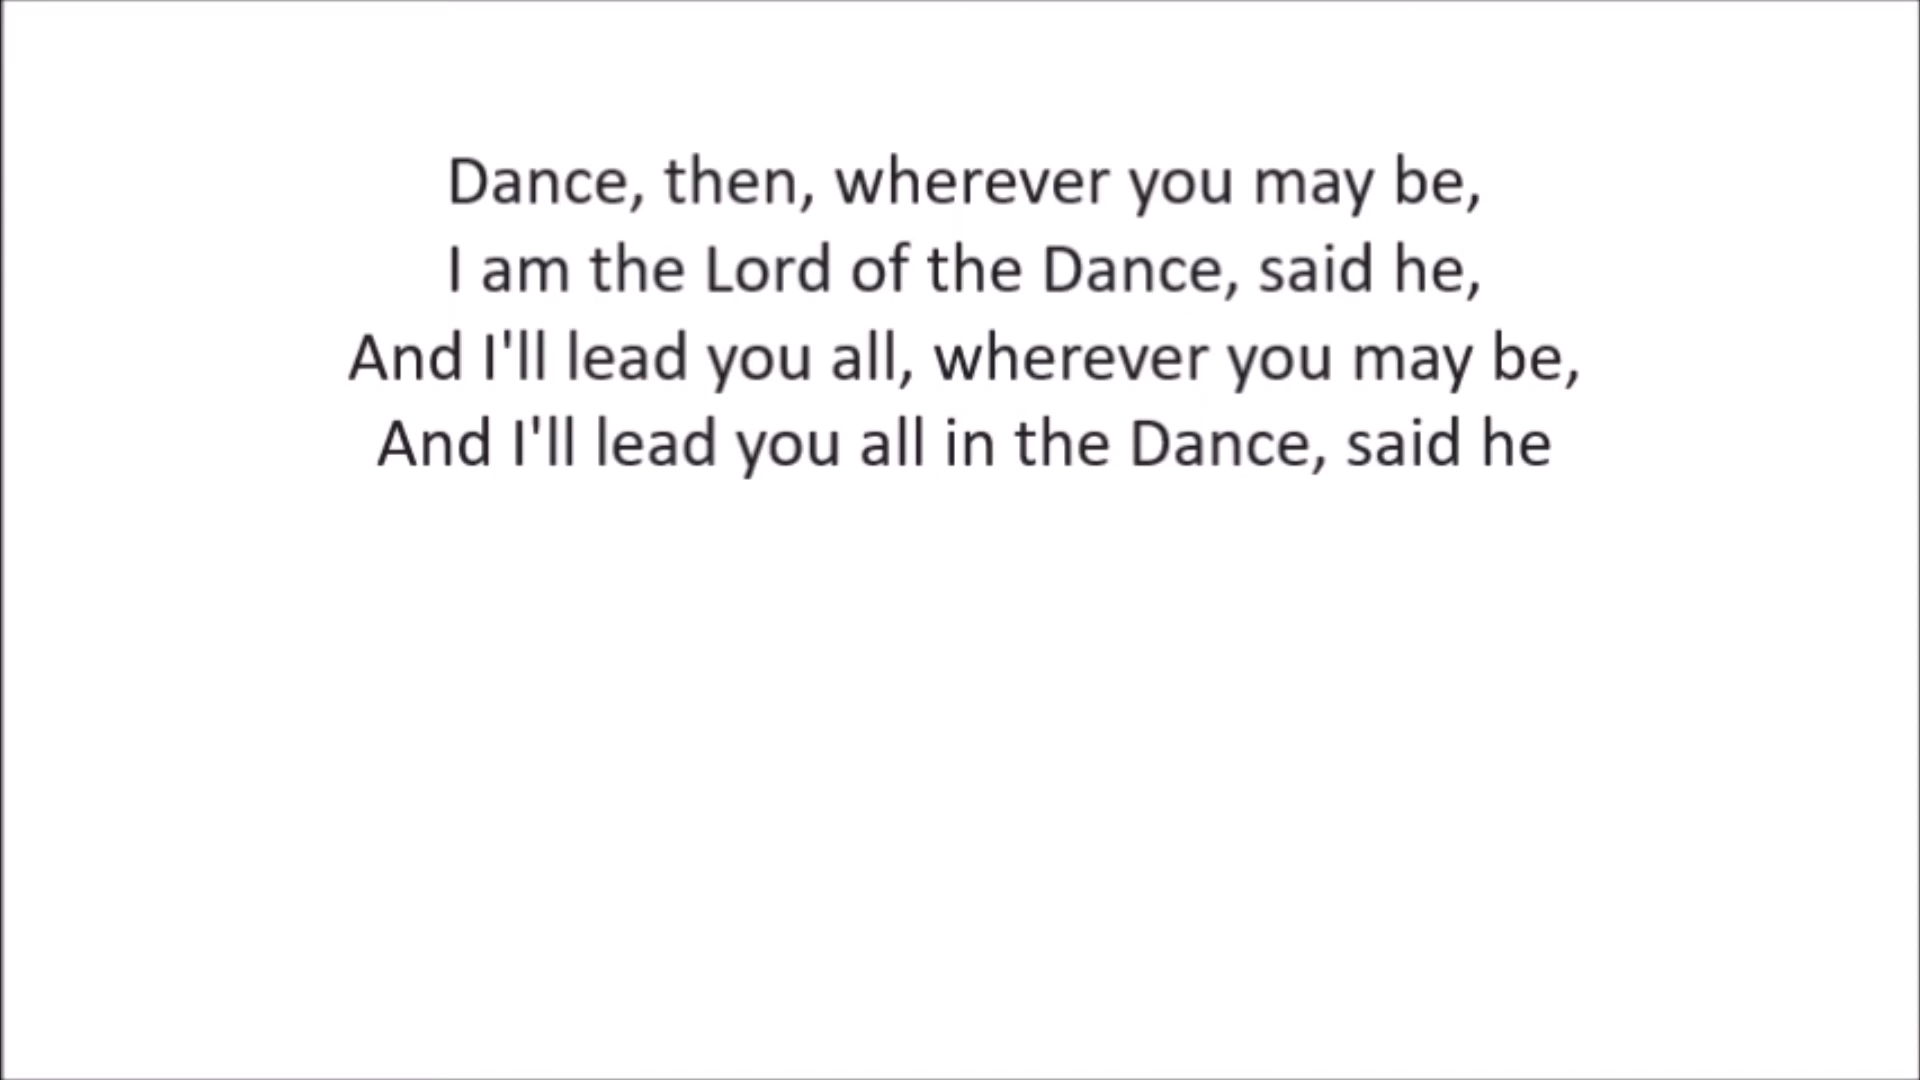 Dance, then, wherever you may be,
I am the Lord of the Dance, said he,
And I'll lead you all, wherever you may be,
And I'll lead you all in the Dance, said he